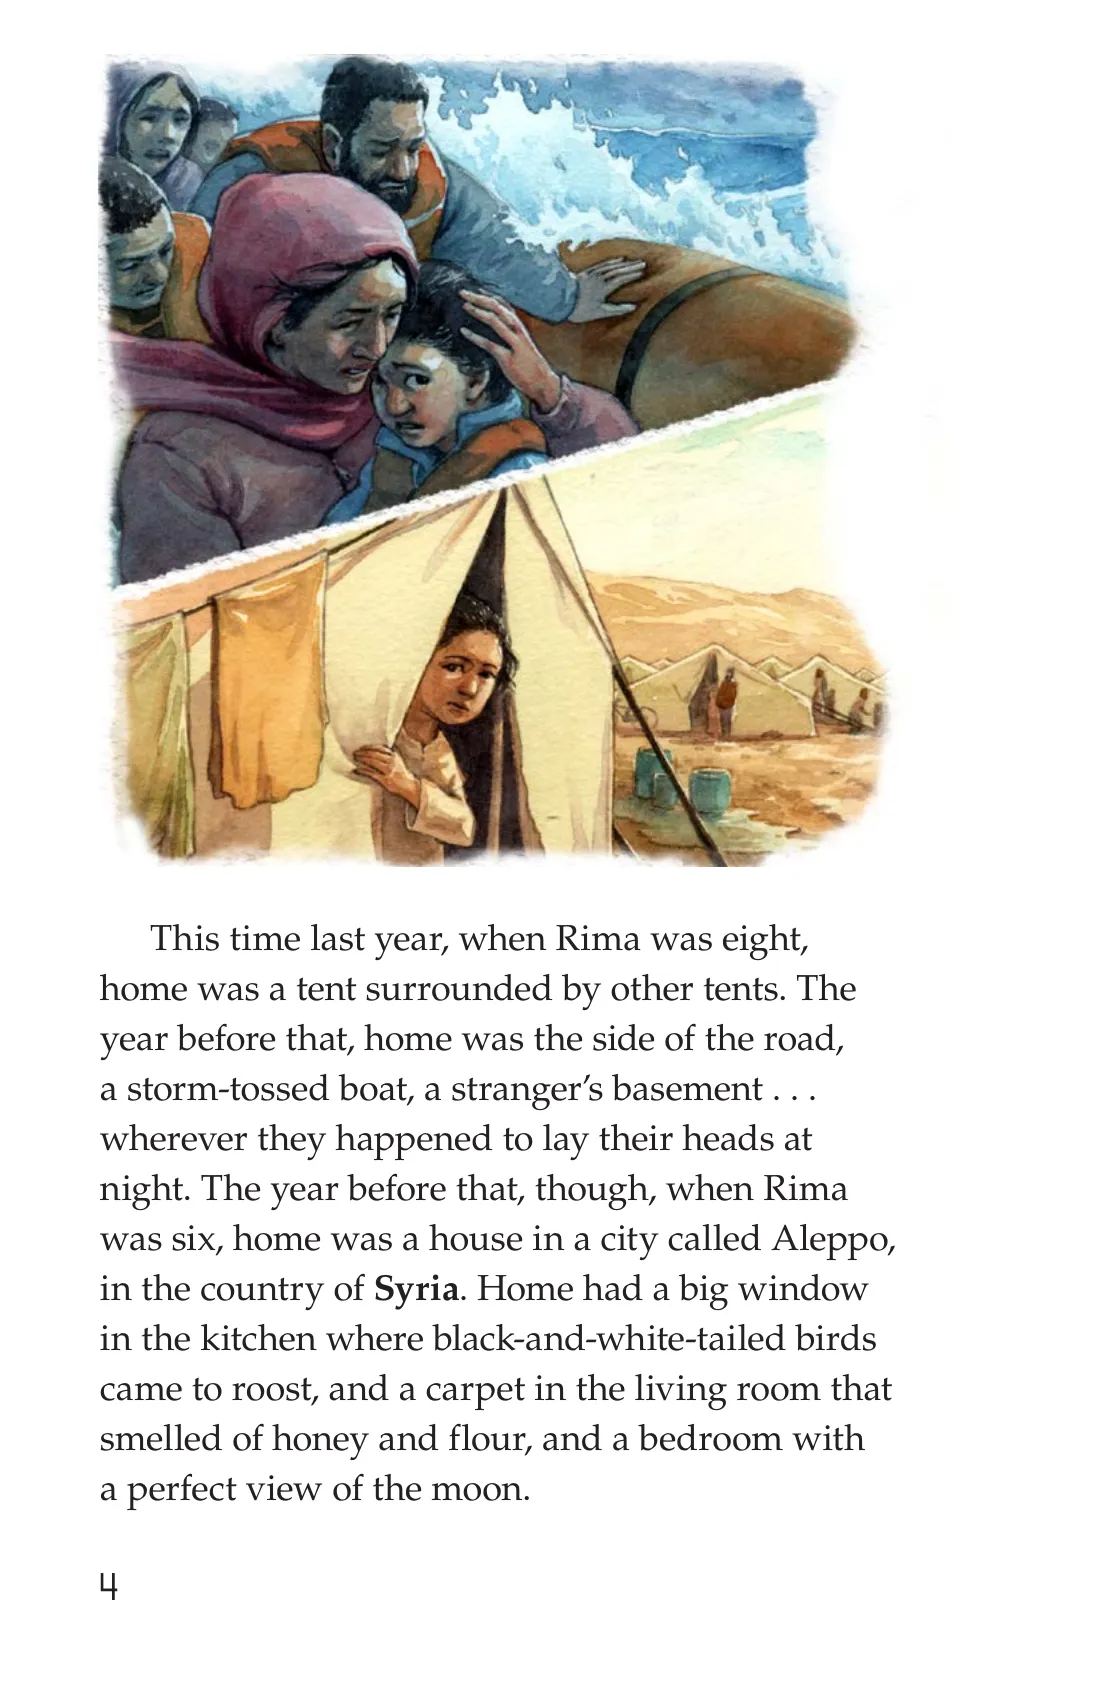 This time last year, when Rima was eight,
home was a tent surrounded by other tents. The
year before that, home was the side of the road,
a storm-tossed boat, a stranger’s basement . . .
wherever they happened to lay their heads at
night. The year before that, though, when Rima
was six, home was a house in a city called Aleppo,
in the country of Syria. Home had a big window
in the kitchen where black-and-white-tailed birds
came to roost, and a carpet in the living room that
smelled of honey and flour, and a bedroom with
a perfect view of the moon.
4